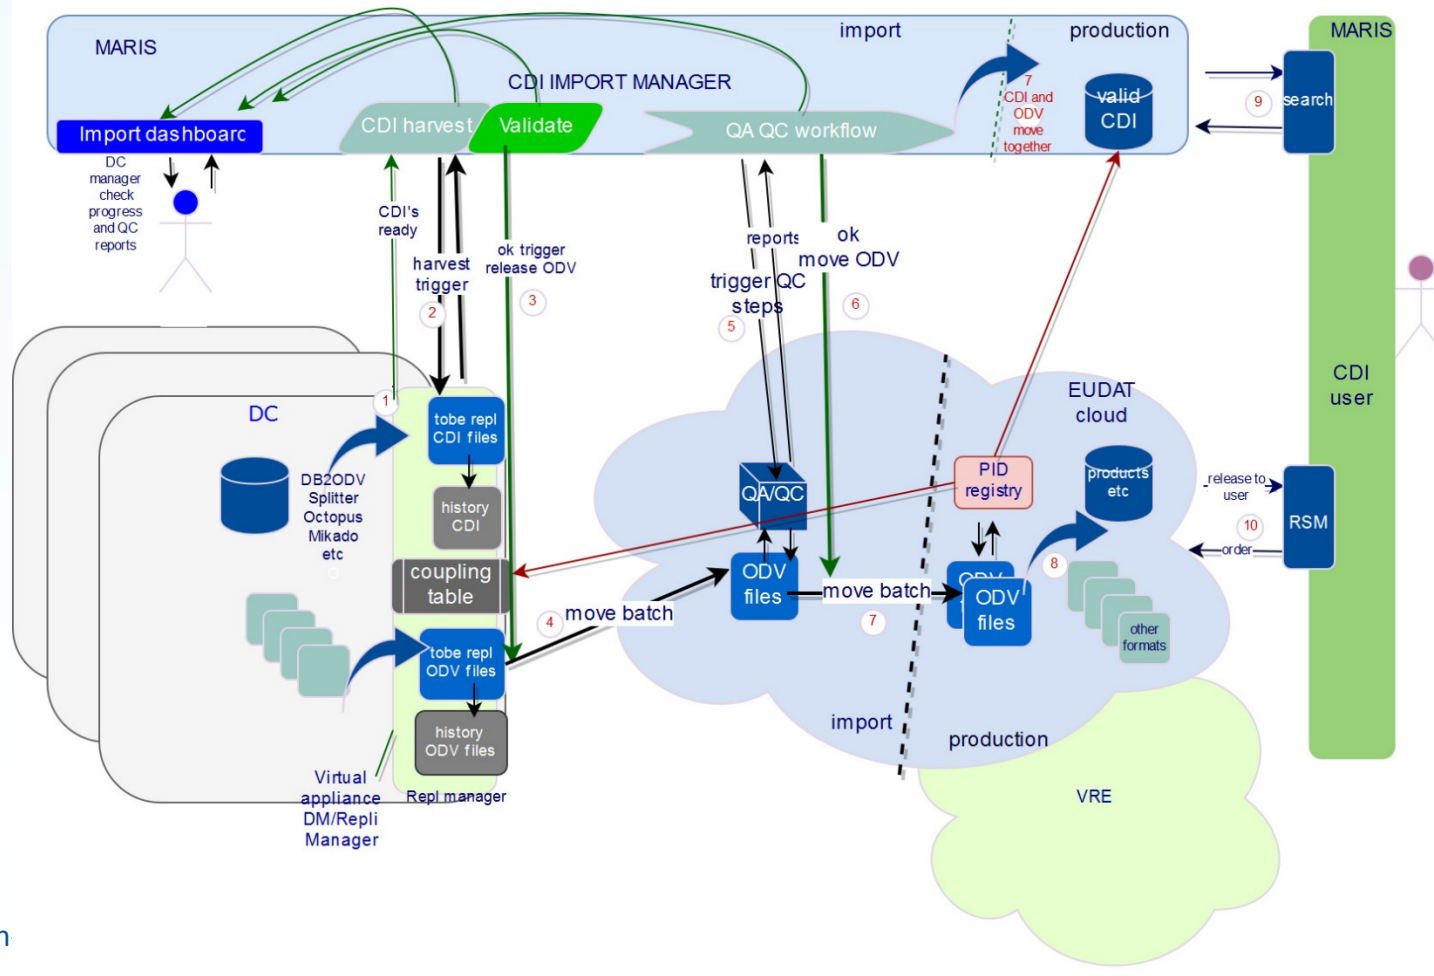 MARIS
import
production
MARIS
CDI IMPORT MANAGER
Import dashboard
CDI harvest
Validate
QA QC workflow
7
CDI and
ODV
move
together
valid
CDI
9
search
DC
manager
check
progress
and QC
reports
CDI's
ready
harvest
trigger
2
ok trigger
release ODV
3
reports
trigger QC
steps
5
ok
move ODV
6
1
DC
tobe repl
CDI files
DB2ODV
Splitter
Octopus
Mikado
etc
history
CDI
coupling
table
tobe repl
ODV files
history
ODV files
Repl manager
Virtual
appliance
DM/Repli
Manager
4
move batch
QA/QC
ODV
files
move batch
7
EUDAT
cloud
PID
registry
products
etc
ODV
files
8
other
formats
import
production
VRE
CDI
user
release to
user
10
order
RSM